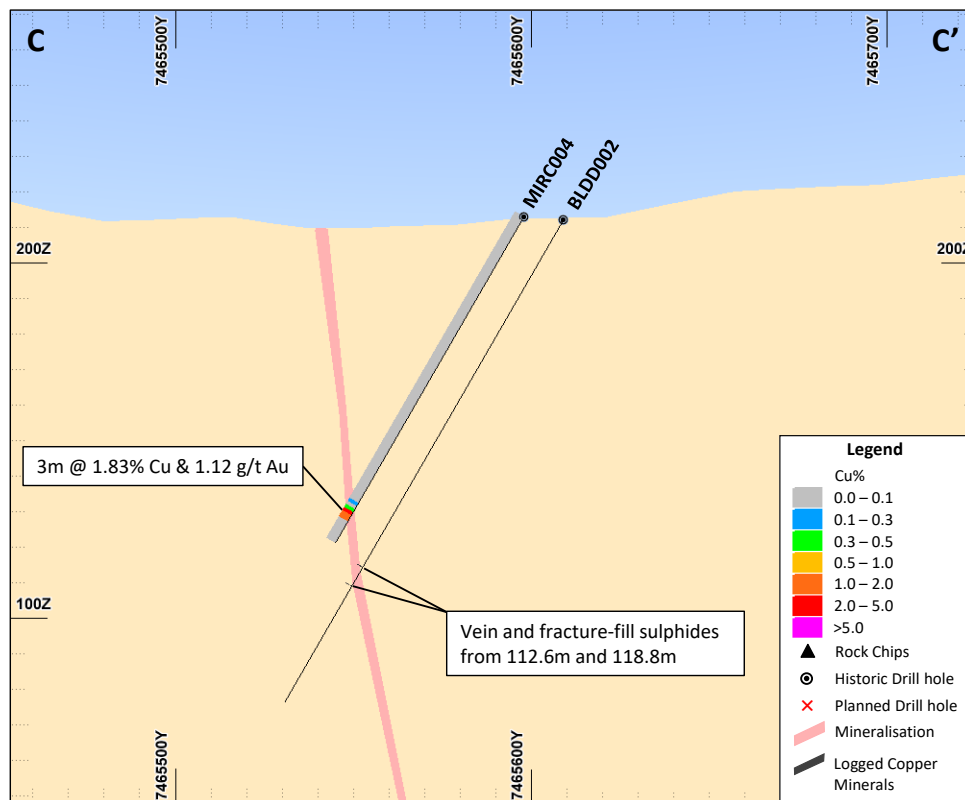 C
7465500Y
7465600Y
7465700Y
C’
MIRC004
BLDD002
200Z
200Z
3m @ 1.83% Cu & 1.12 g/t Au
100Z
Vein and fracture-fill sulphides
from 112.6m and 118.8m
7465500Y
7465600Y
Legend
Cu%
0.0 – 0.1
0.1 – 0.3
0.3 – 0.5
0.5 – 1.0
1.0 – 2.0
2.0 – 5.0
>5.0
Rock Chips
Historic Drill hole
Planned Drill hole
Mineralisation
Logged Copper
Minerals